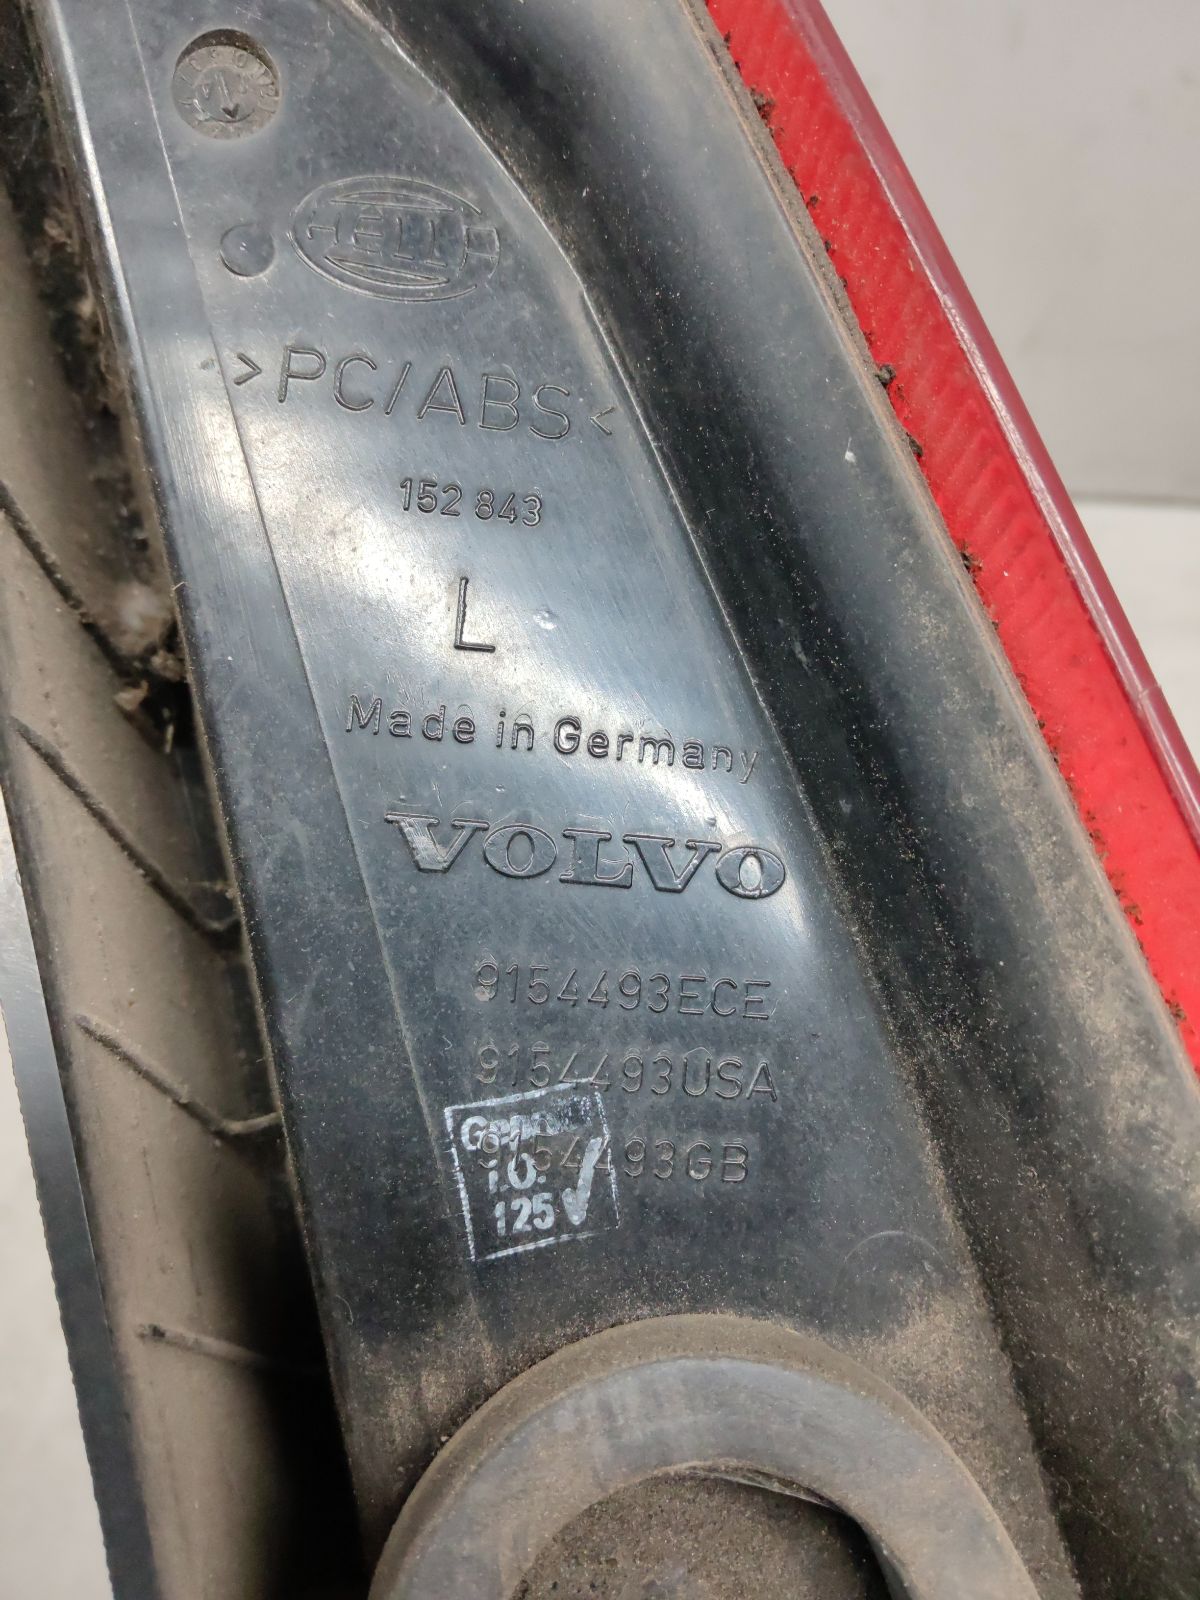 HELLA
>PC/ABS<
152 843
L
Made in Germany
VOLVO
9154493ECE
9154493USA
9154493GB
i.O.
125